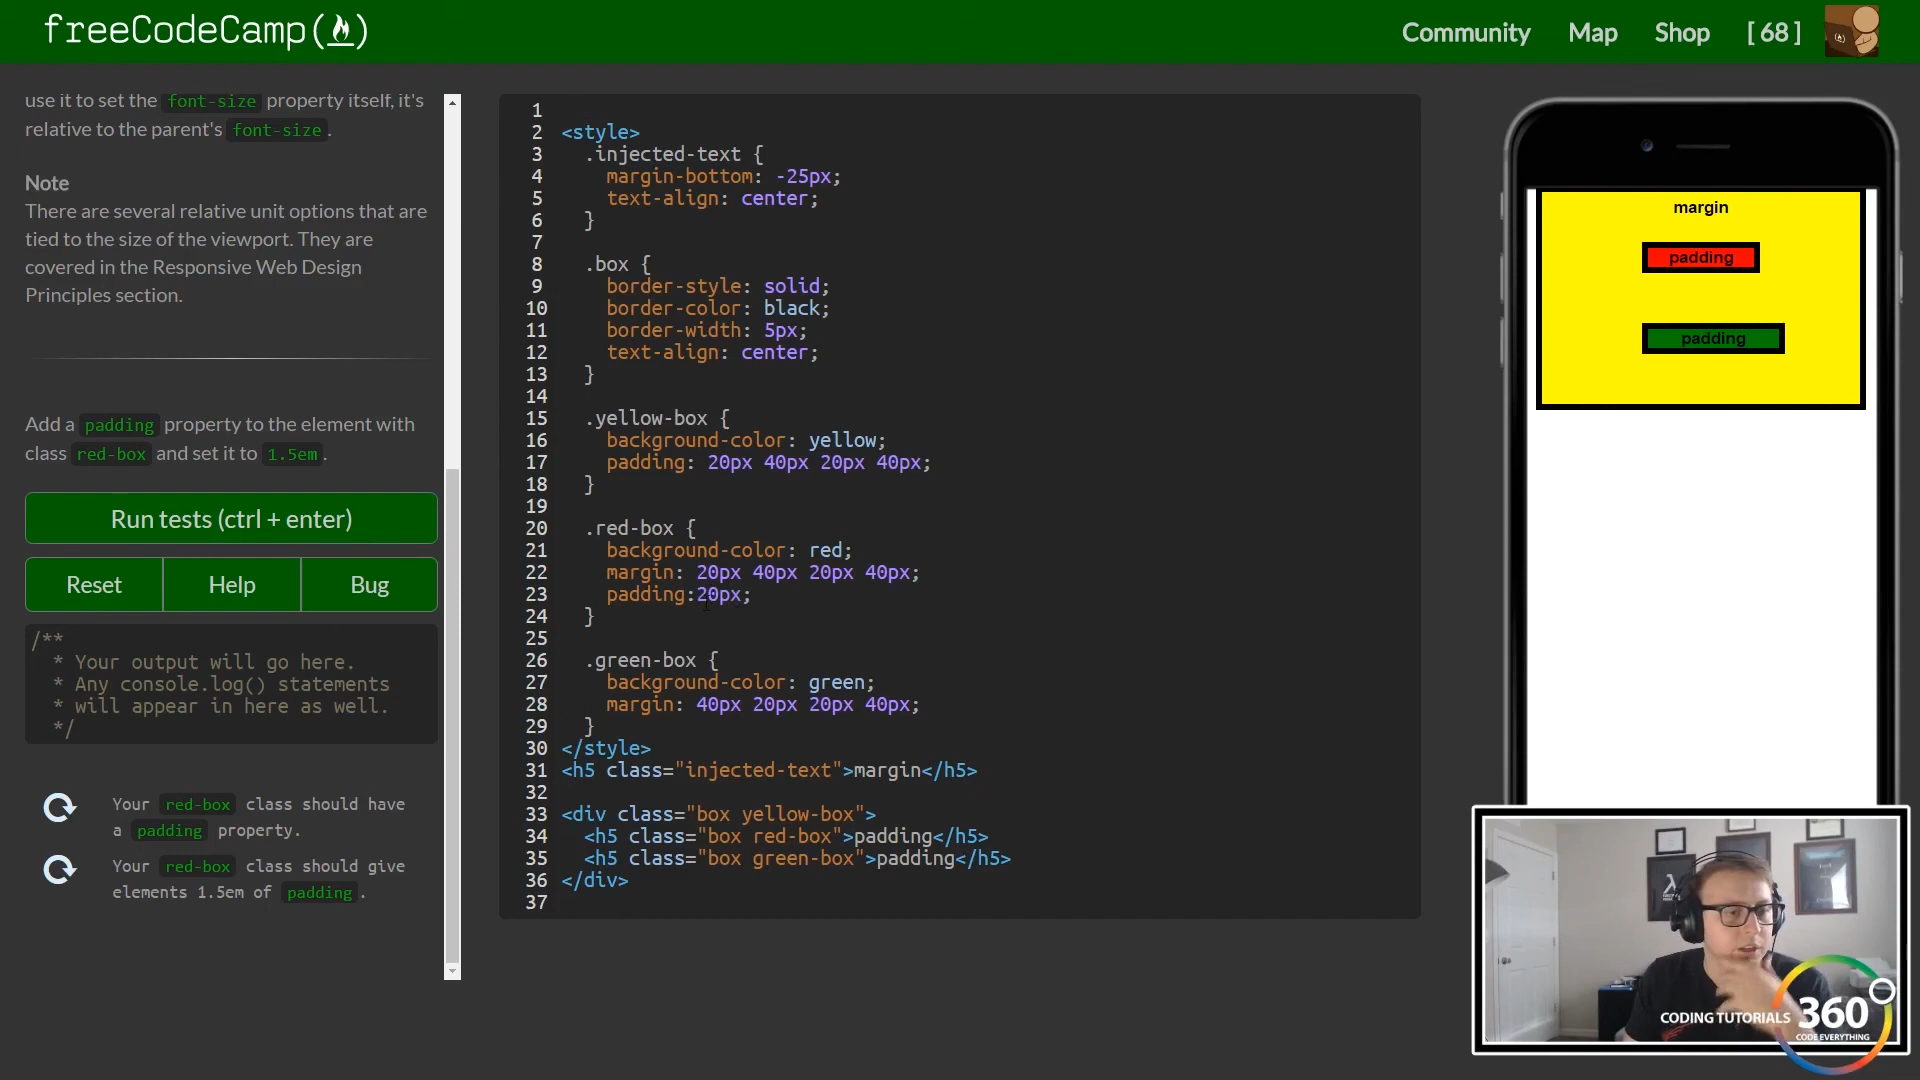 freeCodeCamp
Community
Map
Shop
[ 68 ]
use it to set the font-size property itself, it's
relative to the parent's font-size .
Note
There are several relative unit options that are
tied to the size of the viewport. They are
covered in the Responsive Web Design
Principles section.
Add a padding property to the element with
class red-box and set it to 1.5em .
Run tests (ctrl + enter)
Reset
Help
Bug
/**
* Your output will go here.
* Any console.log() statements
* will appear in here as well.
*/
Your red-box class should have
a padding property.
Your red-box class should give
elements 1.5em of padding .
1
2 <style>
3 .injected-text {
4 margin-bottom: -25px;
5 text-align: center;
6 }
7
8 .box {
9 border-style: solid;
10 border-color: black;
11 border-width: 5px;
12 text-align: center;
13 }
14
15 .yellow-box {
16 background-color: yellow;
17 padding: 20px 40px 20px 40px;
18 }
19
20 .red-box {
21 background-color: red;
22 margin: 20px 40px 20px 40px;
23 padding:20px;
24 }
25
26 .green-box {
27 background-color: green;
28 margin: 40px 20px 20px 40px;
29 }
30 </style>
31 <h5 class="injected-text">margin</h5>
32
33 <div class="box yellow-box">
34 <h5 class="box red-box">padding</h5>
35 <h5 class="box green-box">padding</h5>
36 </div>
37
margin
padding
padding
CODING TUTORIALS 360
CODE EVERYTHING